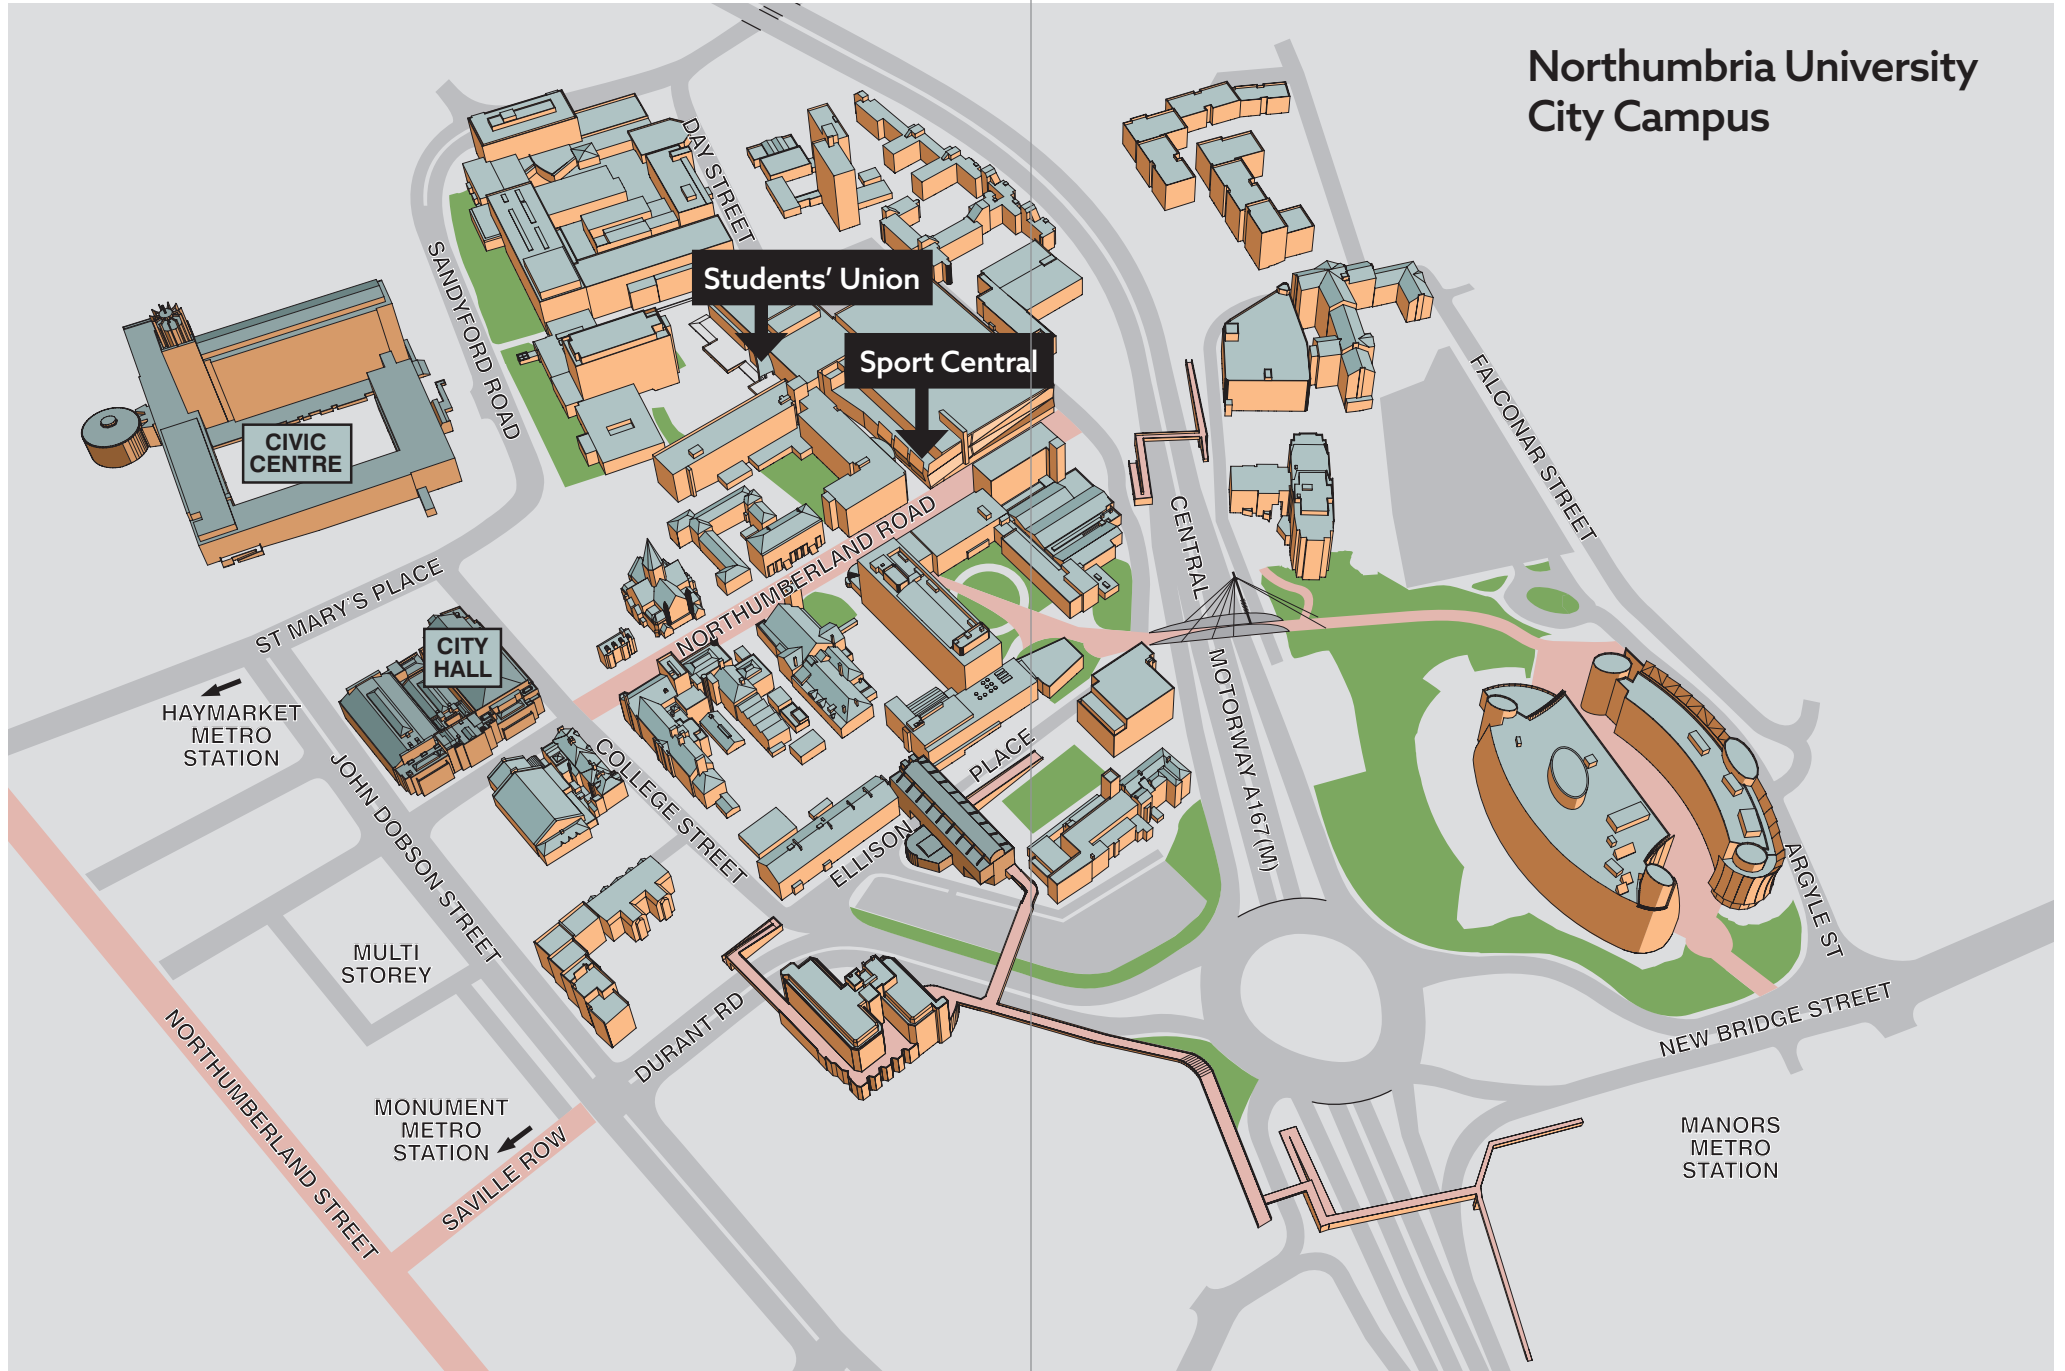 Northumbria University
City Campus
DAY STREET
SANDYFORD ROAD
Students’ Union
Sport Central
CIVIC
CENTRE
FALCONAR STREET
NORTHUMBERLAND ROAD
CENTRAL
MOTORWAY A167(M)
ST MARY’S PLACE
CITY
HALL
HAYMARKET
METRO
STATION
JOHN DOBSON STREET
COLLEGE STREET
ELLISON
PLACE
ARGYLE ST
MULTI
STOREY
DURANT RD
NEW BRIDGE STREET
NORTHUMBERLAND STREET
MONUMENT
METRO
STATION
SAVILLE ROW
MANORS
METRO
STATION